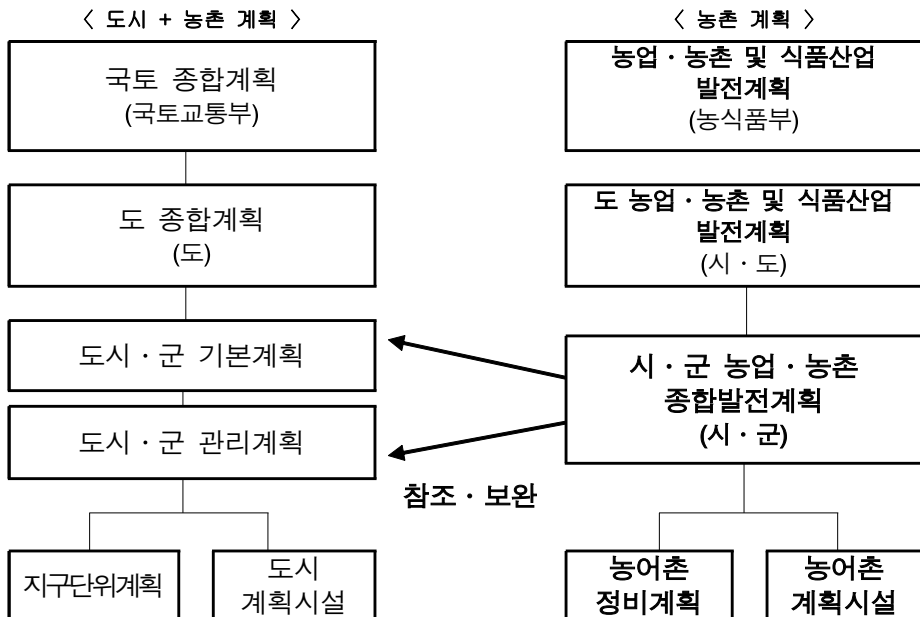 〈 도시 + 농촌 계획 〉
국토 종합계획
(국토교통부)
도 종합계획
(도)
도시 · 군 기본계획
도시 · 군 관리계획
지구단위계획
도시
계획시설
참조 · 보완
〈 농촌 계획 〉
농업 · 농촌 및 식품산업
발전계획
(농식품부)
도 농업 · 농촌 및 식품산업
발전계획
(시 · 도)
시 · 군 농업 · 농촌
종합발전계획
(시 · 군)
농어촌
정비계획
농어촌
계획시설